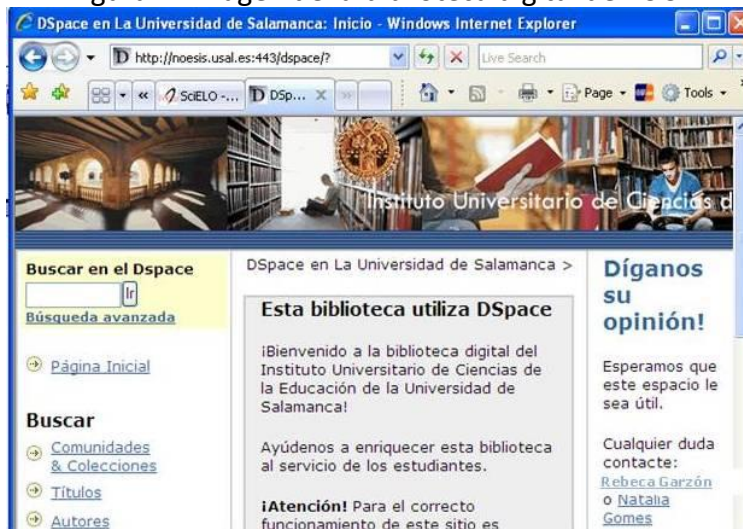 DSpace en La Universidad de Salamanca: Inicio - Windows Internet Explorer
http://noesis.usal.es:443/dspace/?
Live Search
SciELO -...
DSp...
Page
Tools
Instituto Universitario de Ciencias d
Buscar en el Dspace
Ir
Búsqueda avanzada
Página Inicial
Buscar
Comunidades
& Colecciones
Títulos
Autores
DSpace en La Universidad de Salamanca >
Esta biblioteca utiliza DSpace
¡Bienvenido a la biblioteca digital del
Instituto Universitario de Ciencias de
la Educación de la Universidad de
Salamanca!
Ayúdenos a enriquecer esta biblioteca
al servicio de los estudiantes.
¡Atención! Para el correcto
funcionamiento de este sitio es
Díganos
su
opinión!
Esperamos que
este espacio le
sea útil.
Cualquier duda
contacte:
Rebeca Garzón
o Natalia
Gomes